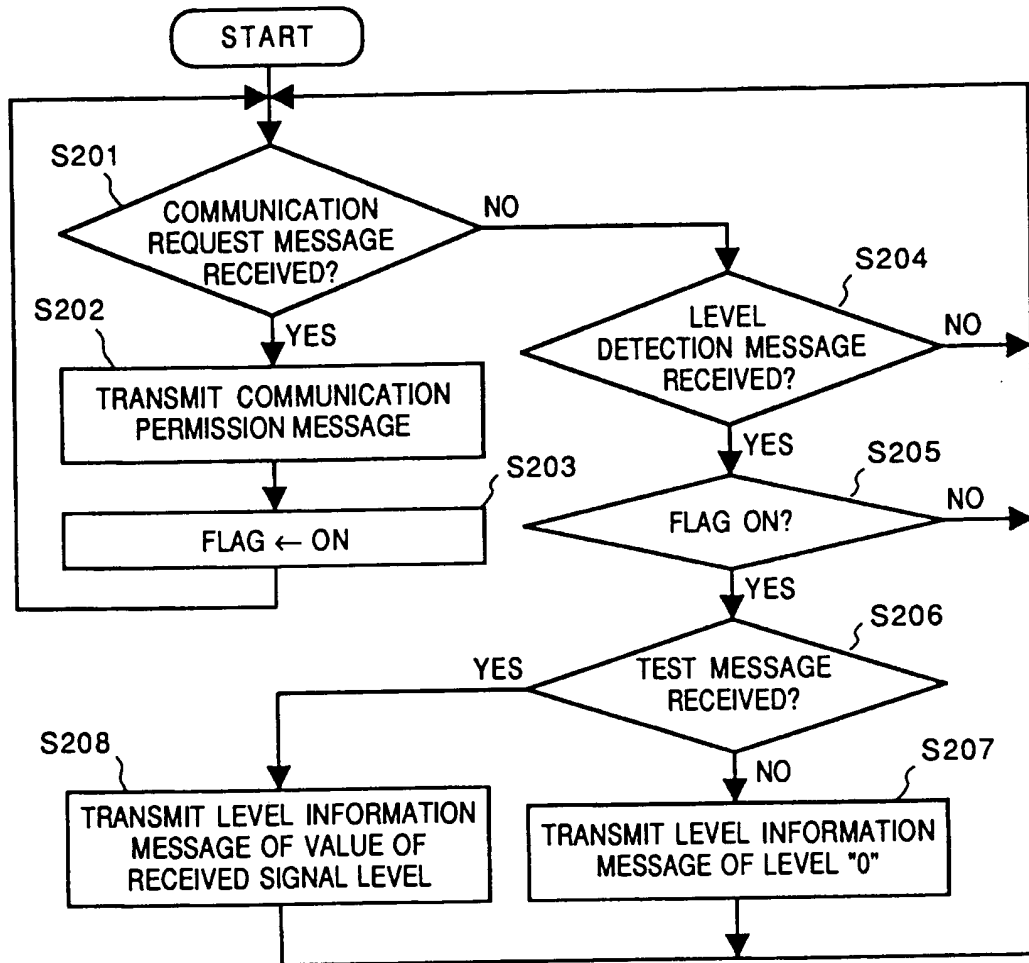 START
S201
COMMUNICATION
REQUEST MESSAGE
RECEIVED?
NO
S202
YES
TRANSMIT COMMUNICATION
PERMISSION MESSAGE
S203
FLAG ← ON
S204
LEVEL
DETECTION MESSAGE
RECEIVED?
NO
YES
S205
FLAG ON?
NO
YES
S206
TEST MESSAGE
RECEIVED?
YES
NO
S208
TRANSMIT LEVEL INFORMATION
MESSAGE OF VALUE OF
RECEIVED SIGNAL LEVEL
S207
TRANSMIT LEVEL INFORMATION
MESSAGE OF LEVEL "0"